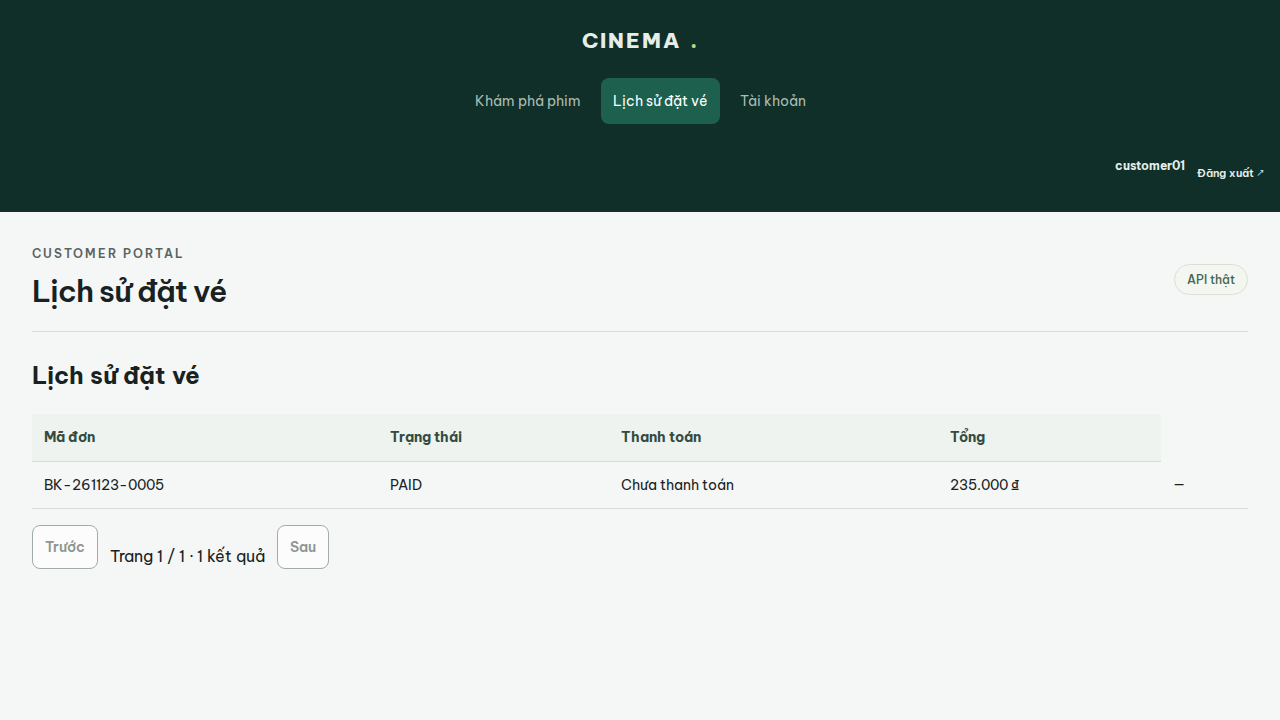 CINEMA .
Khám phá phim Lịch sử đặt vé Tài khoản
customer01 Đăng xuất ↗
CUSTOMER PORTAL
Lịch sử đặt vé
API thật
Lịch sử đặt vé
Mã đơn Trạng thái Thanh toán Tổng
BK-261123-0005 PAID Chưa thanh toán 235.000 ₫ —
Trước Trang 1 / 1 · 1 kết quả Sau